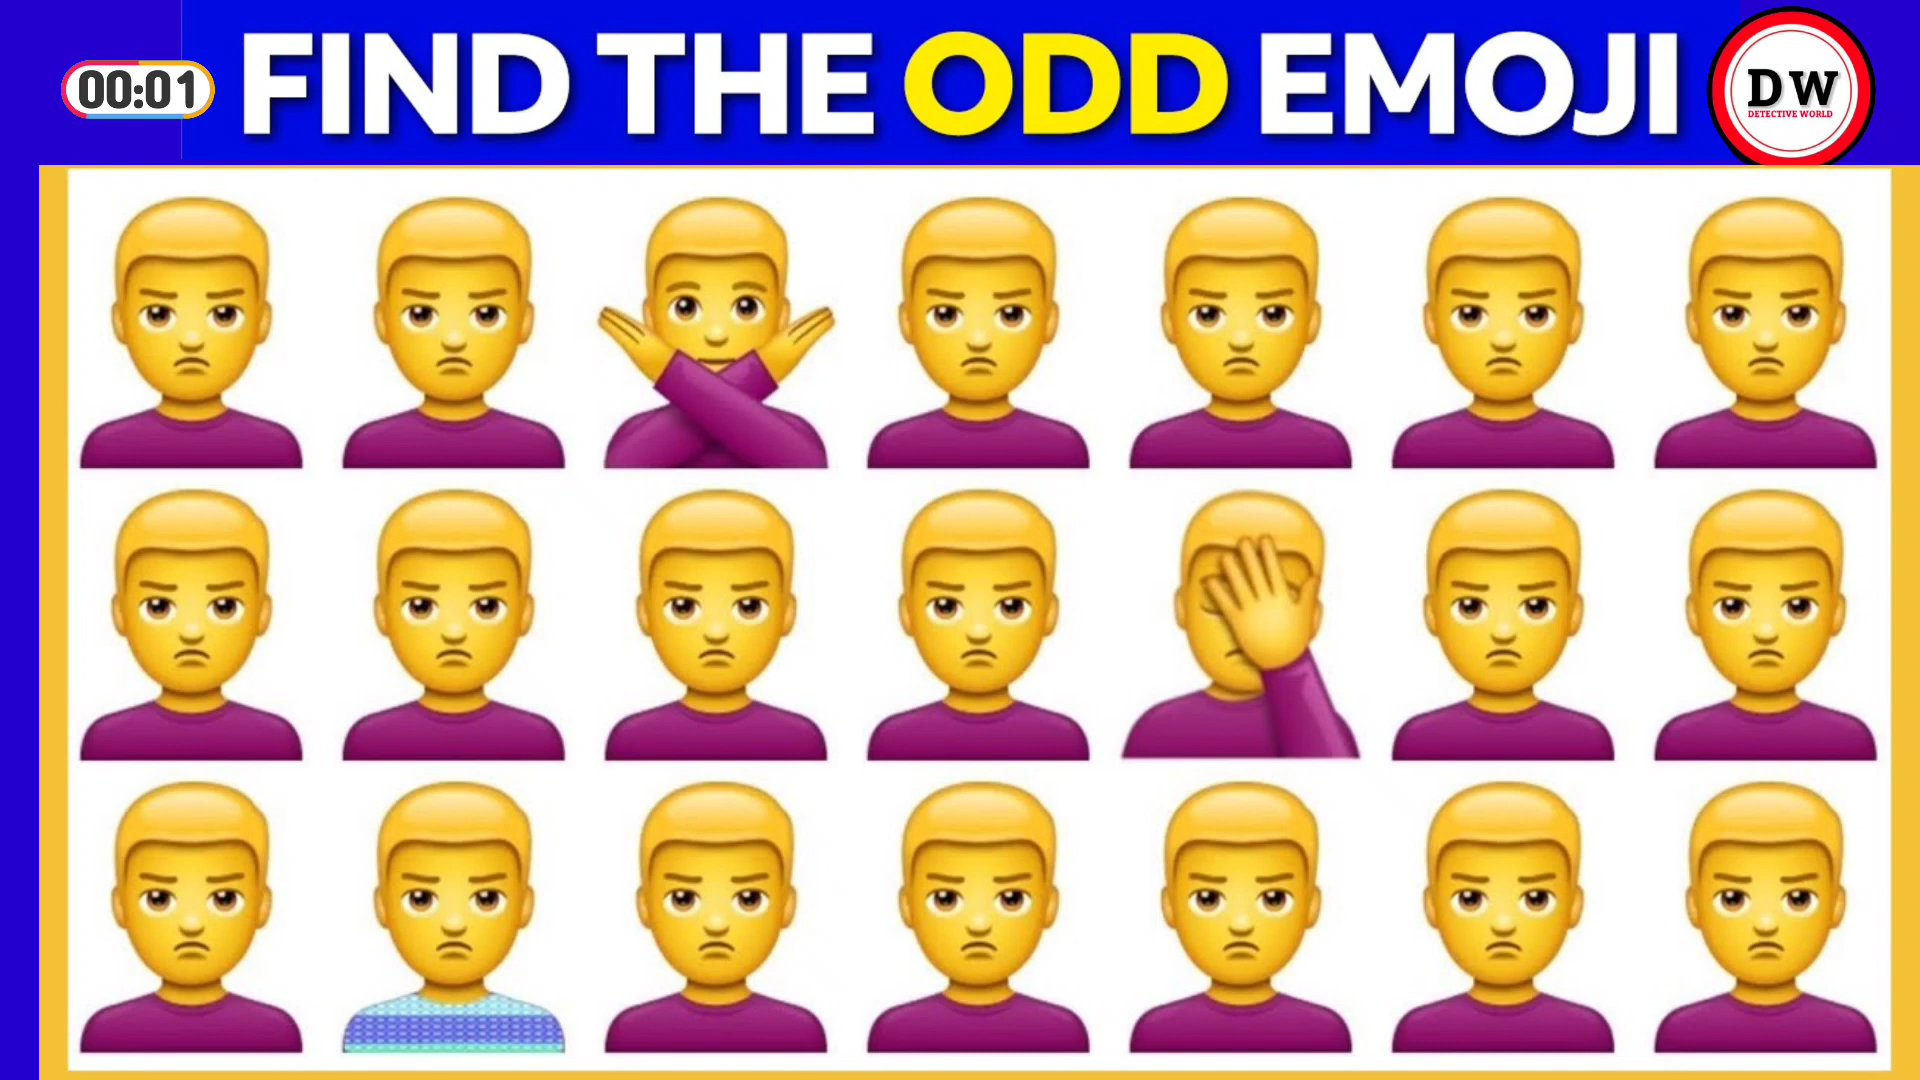 00:01
FIND THE ODD EMOJI
DW
DETECTIVE WORLD